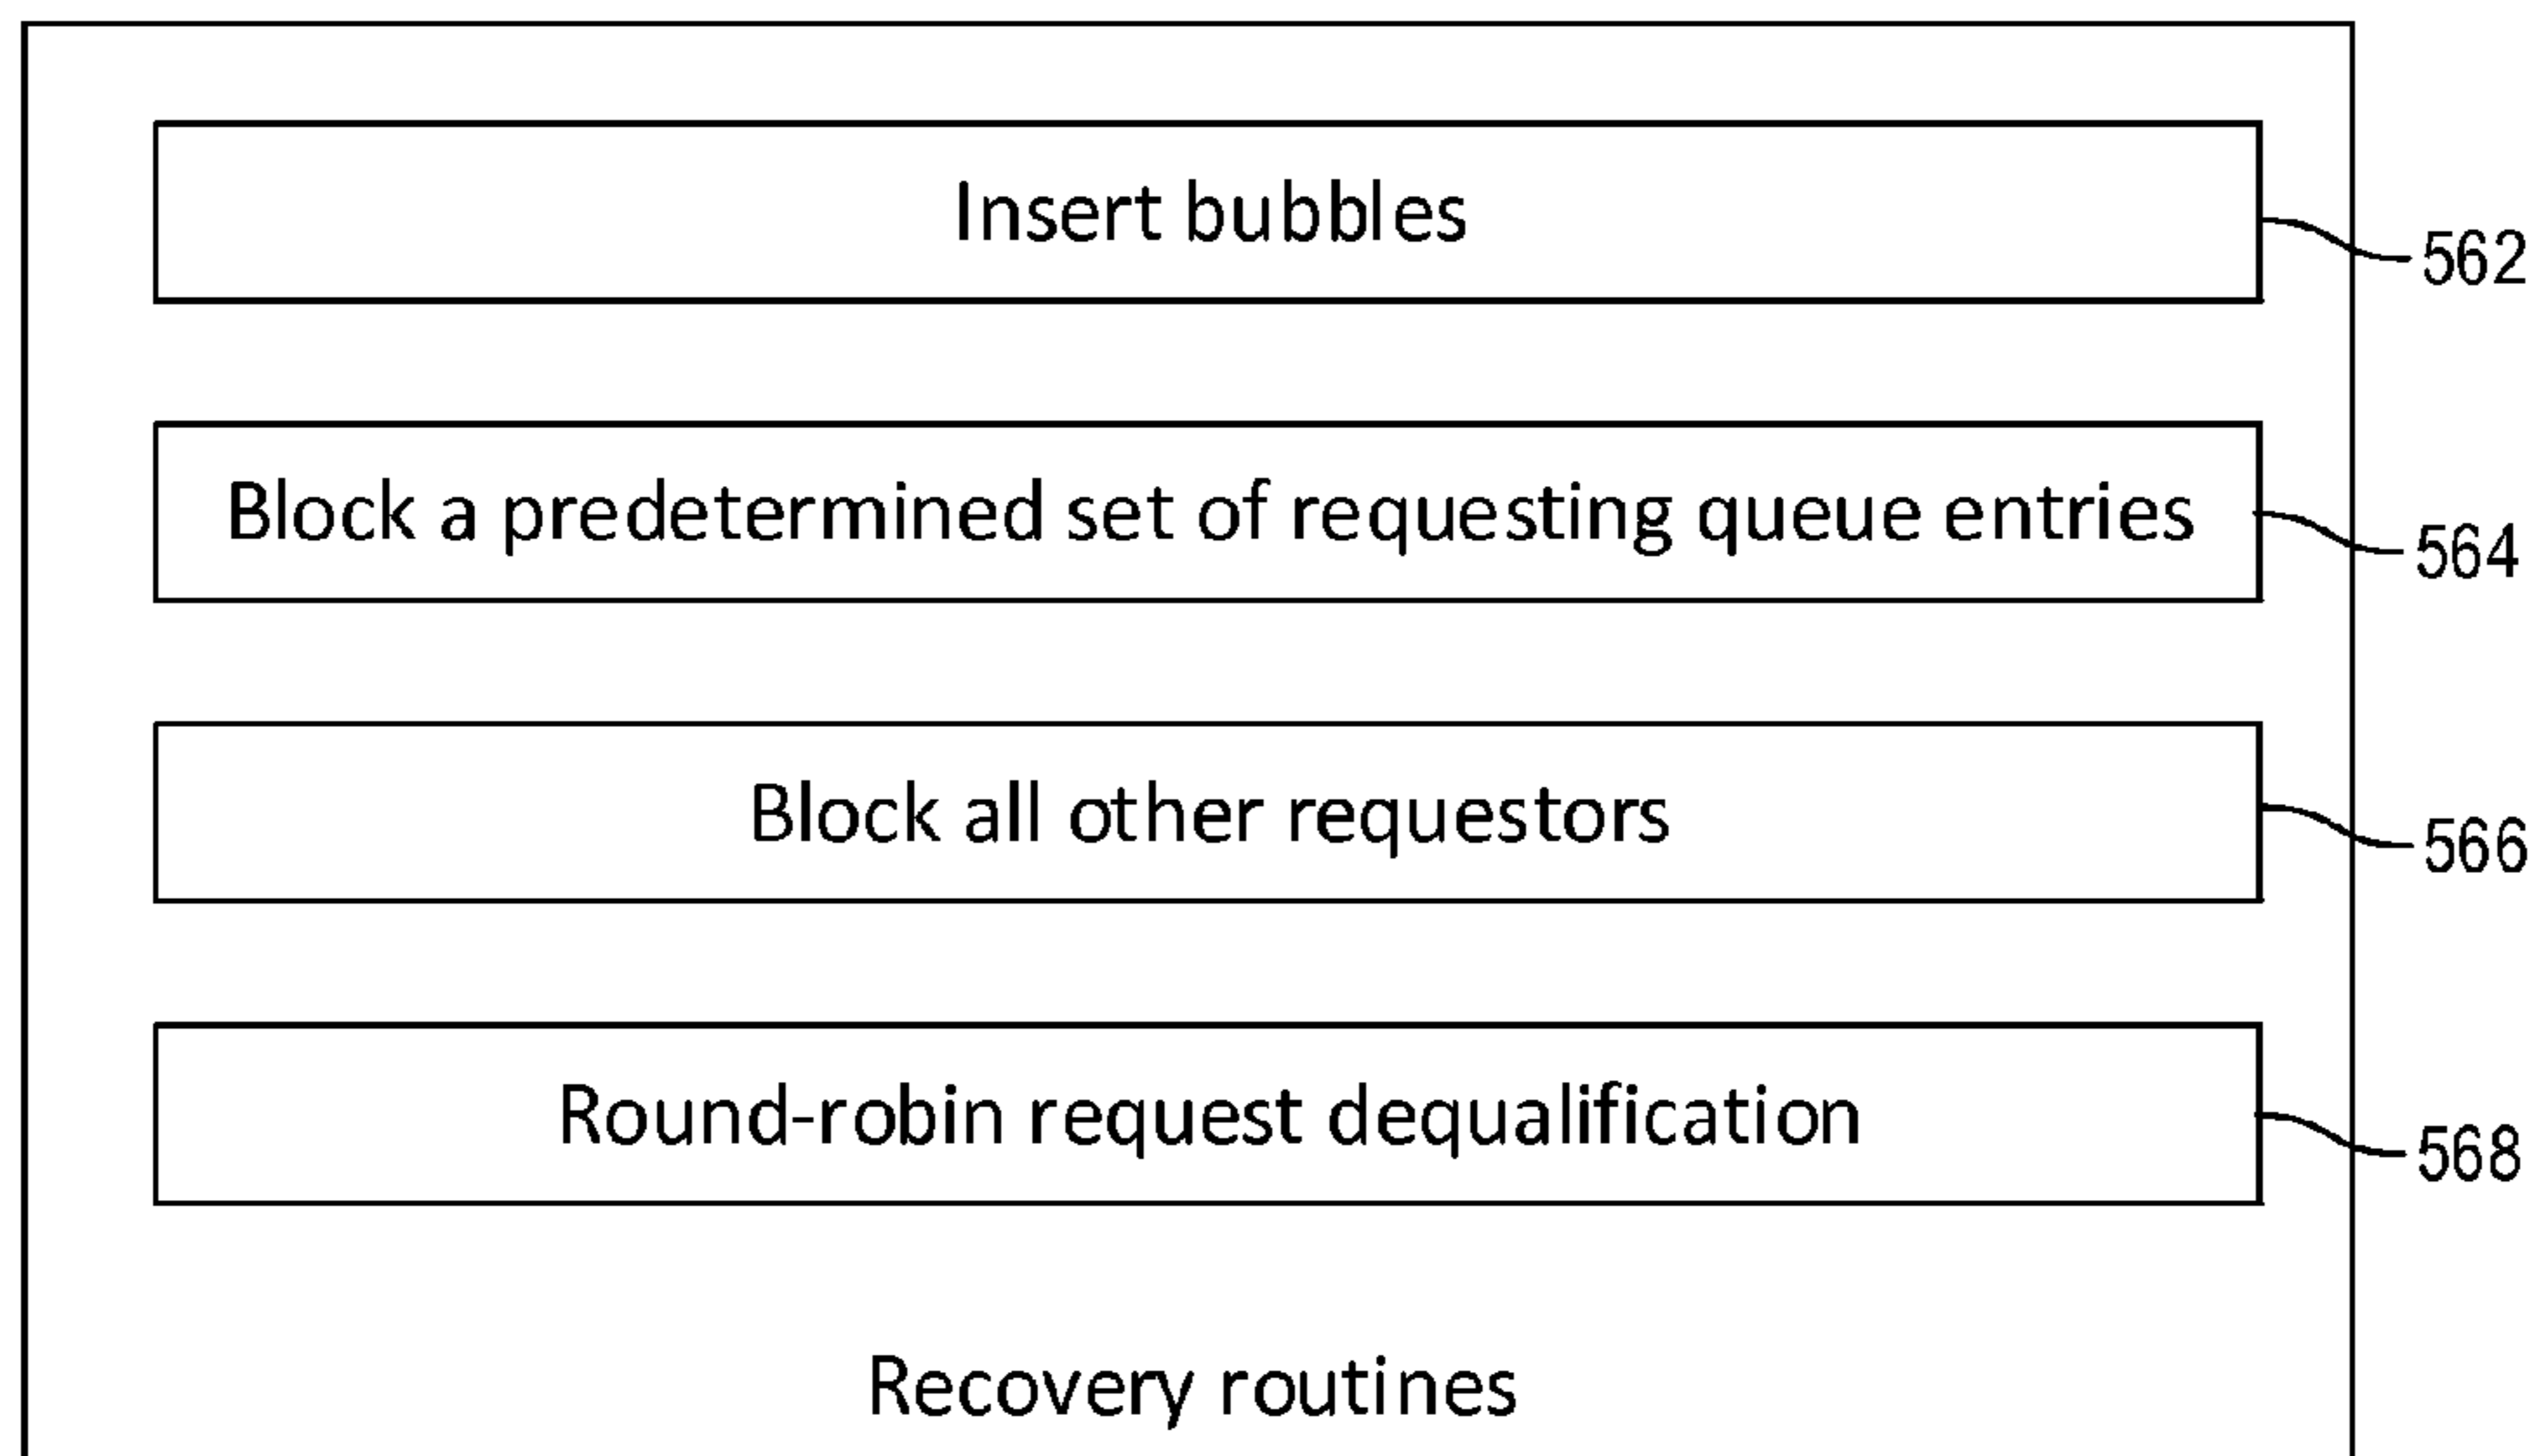 Insert bubbles
562
Block a predetermined set of requesting queue entries
564
Block all other requestors
566
Round-robin request dequalification
568
Recovery routines